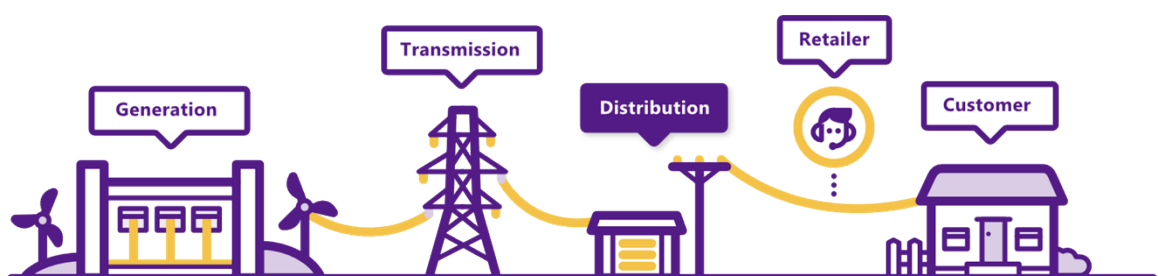 Generation
Transmission
Distribution
Retailer
Customer